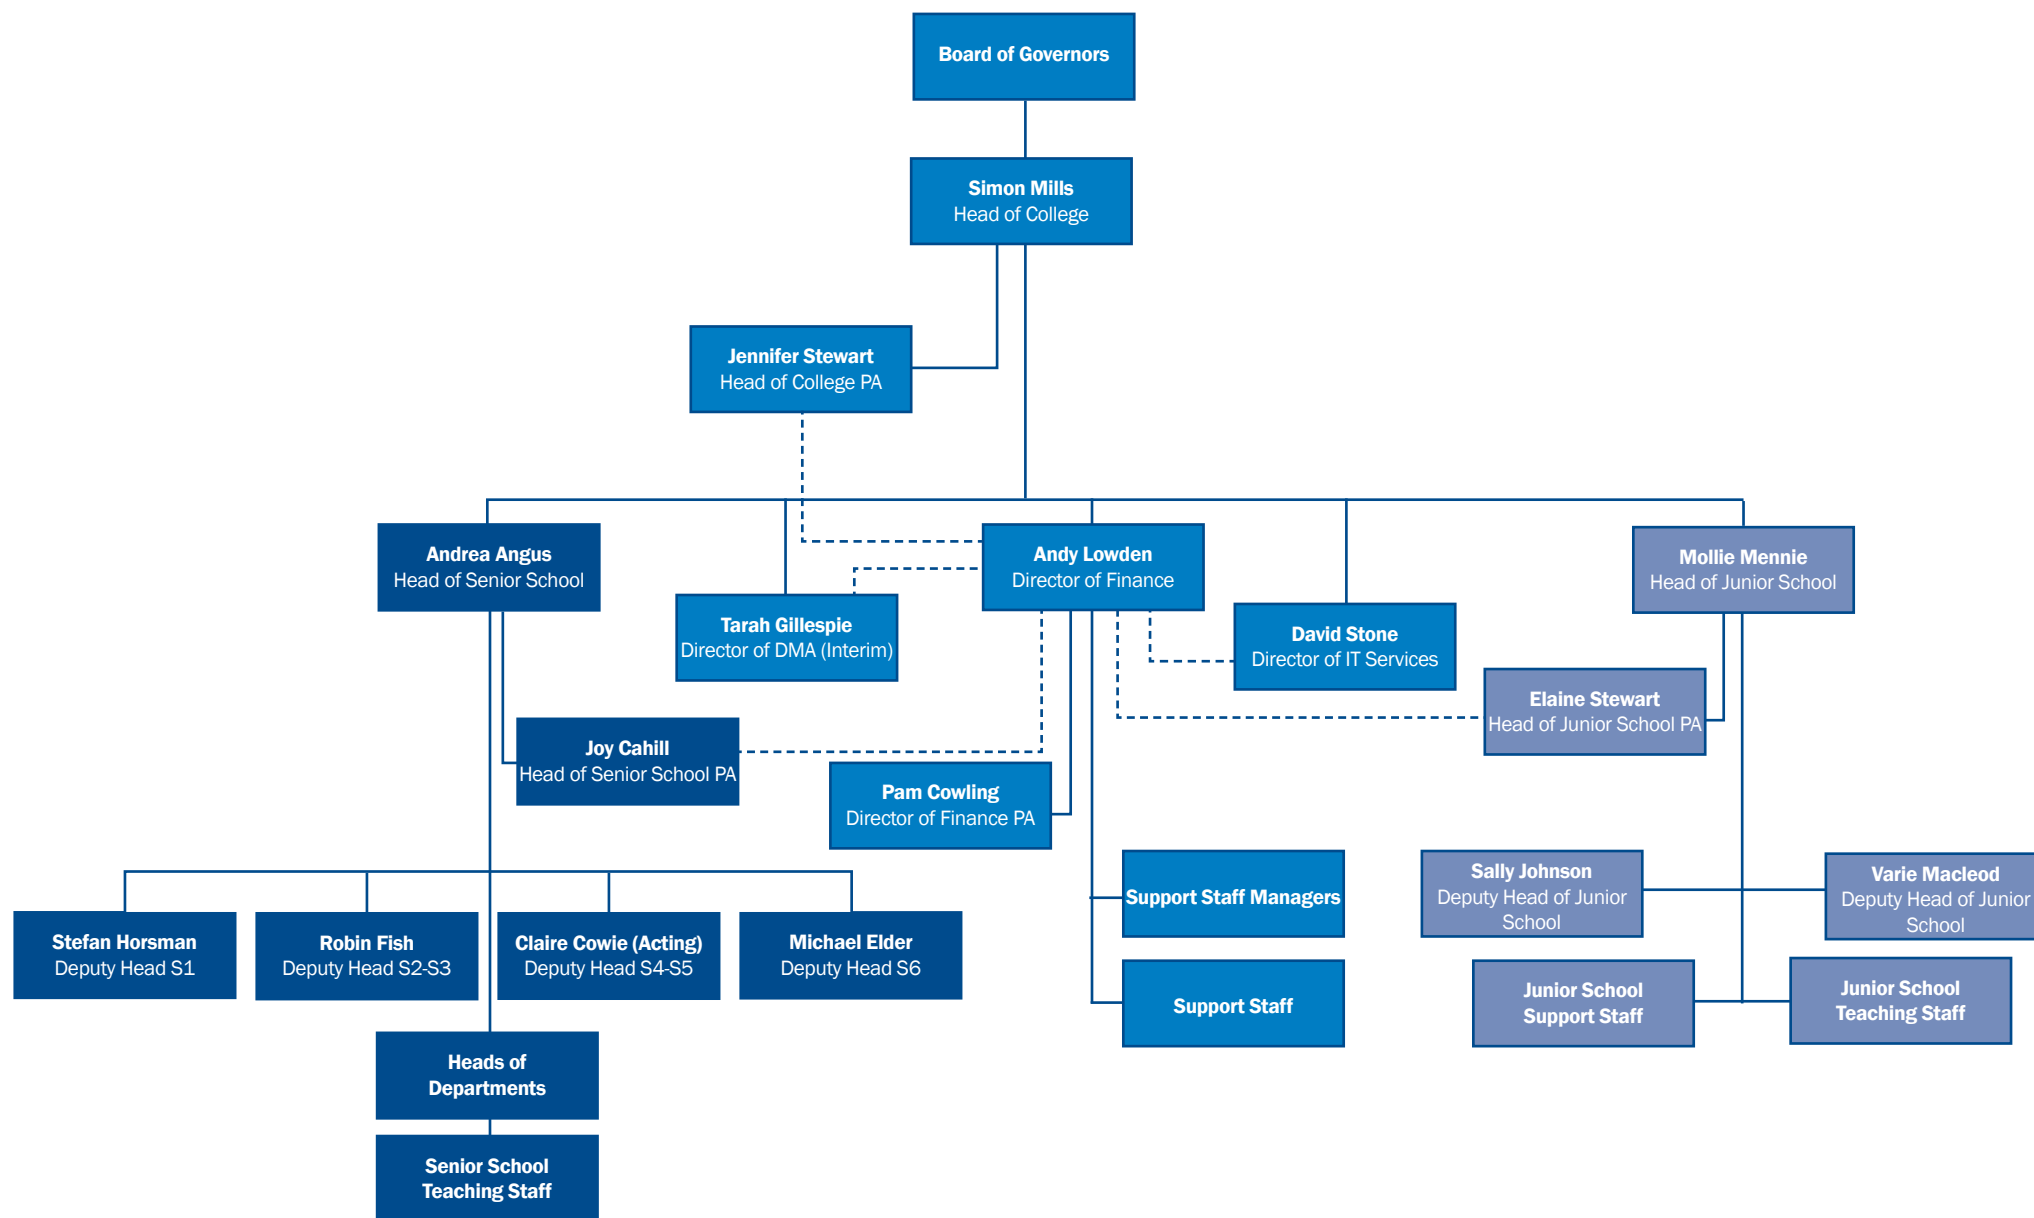 Board of Governors
Simon Mills
Head of College
Jennifer Stewart
Head of College PA
Andrea Angus
Head of Senior School
Andy Lowden
Director of Finance
Mollie Mennie
Head of Junior School
Tarah Gillespie
Director of DMA (Interim)
David Stone
Director of IT Services
Elaine Stewart
Head of Junior School PA
Joy Cahill
Head of Senior School PA
Pam Cowling
Director of Finance PA
Support Staff Managers
Sally Johnson
Deputy Head of Junior
School
Varie Macleod
Deputy Head of Junior
School
Stefan Horsman
Deputy Head S1
Robin Fish
Deputy Head S2-S3
Claire Cowie (Acting)
Deputy Head S4-S5
Michael Elder
Deputy Head S6
Support Staff
Junior School
Support Staff
Junior School
Teaching Staff
Heads of
Departments
Senior School
Teaching Staff